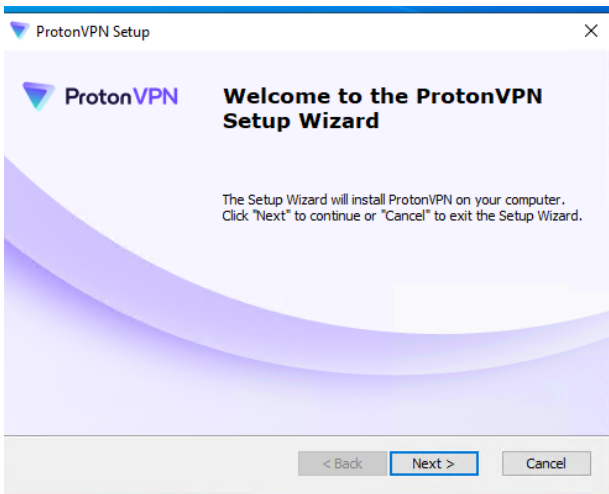 ProtonVPN Setup
ProtonVPN
Welcome to the ProtonVPN
Setup Wizard
The Setup Wizard will install ProtonVPN on your computer.
Click "Next" to continue or "Cancel" to exit the Setup Wizard.
< Back
Next >
Cancel